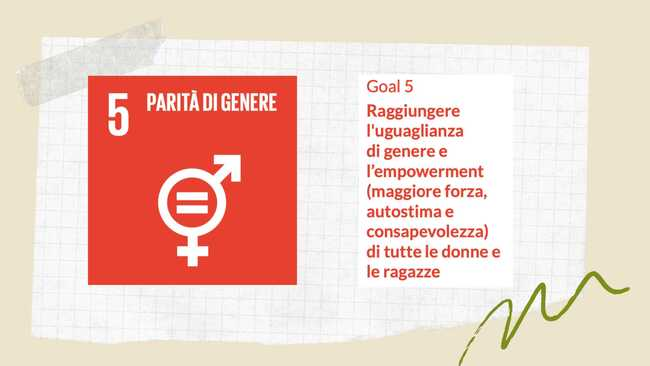 5 PARITÀ DI GENERE
Goal 5
Raggiungere
l'uguaglianza
di genere e
l’empowerment
(maggiore forza,
autostima e
consapevolezza)
di tutte le donne e
le ragazze